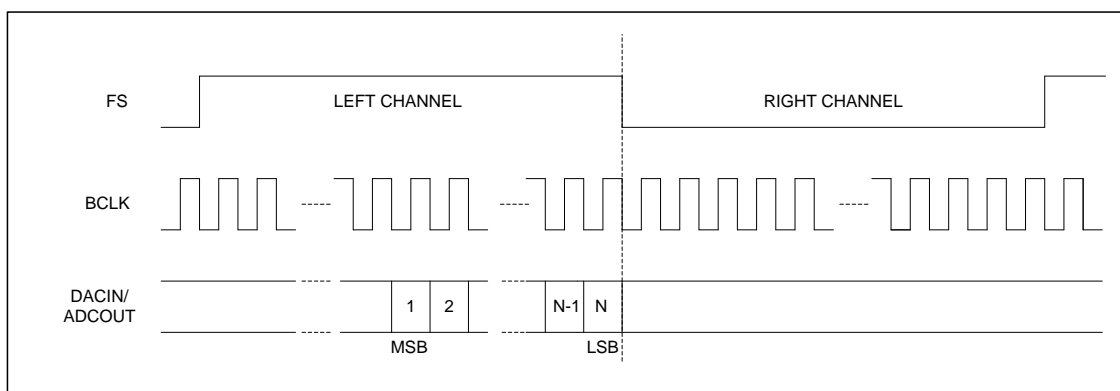 FS
LEFT CHANNEL
RIGHT CHANNEL
BCLK
DACIN/
ADCOUT
1
2
N-1
N
MSB
LSB